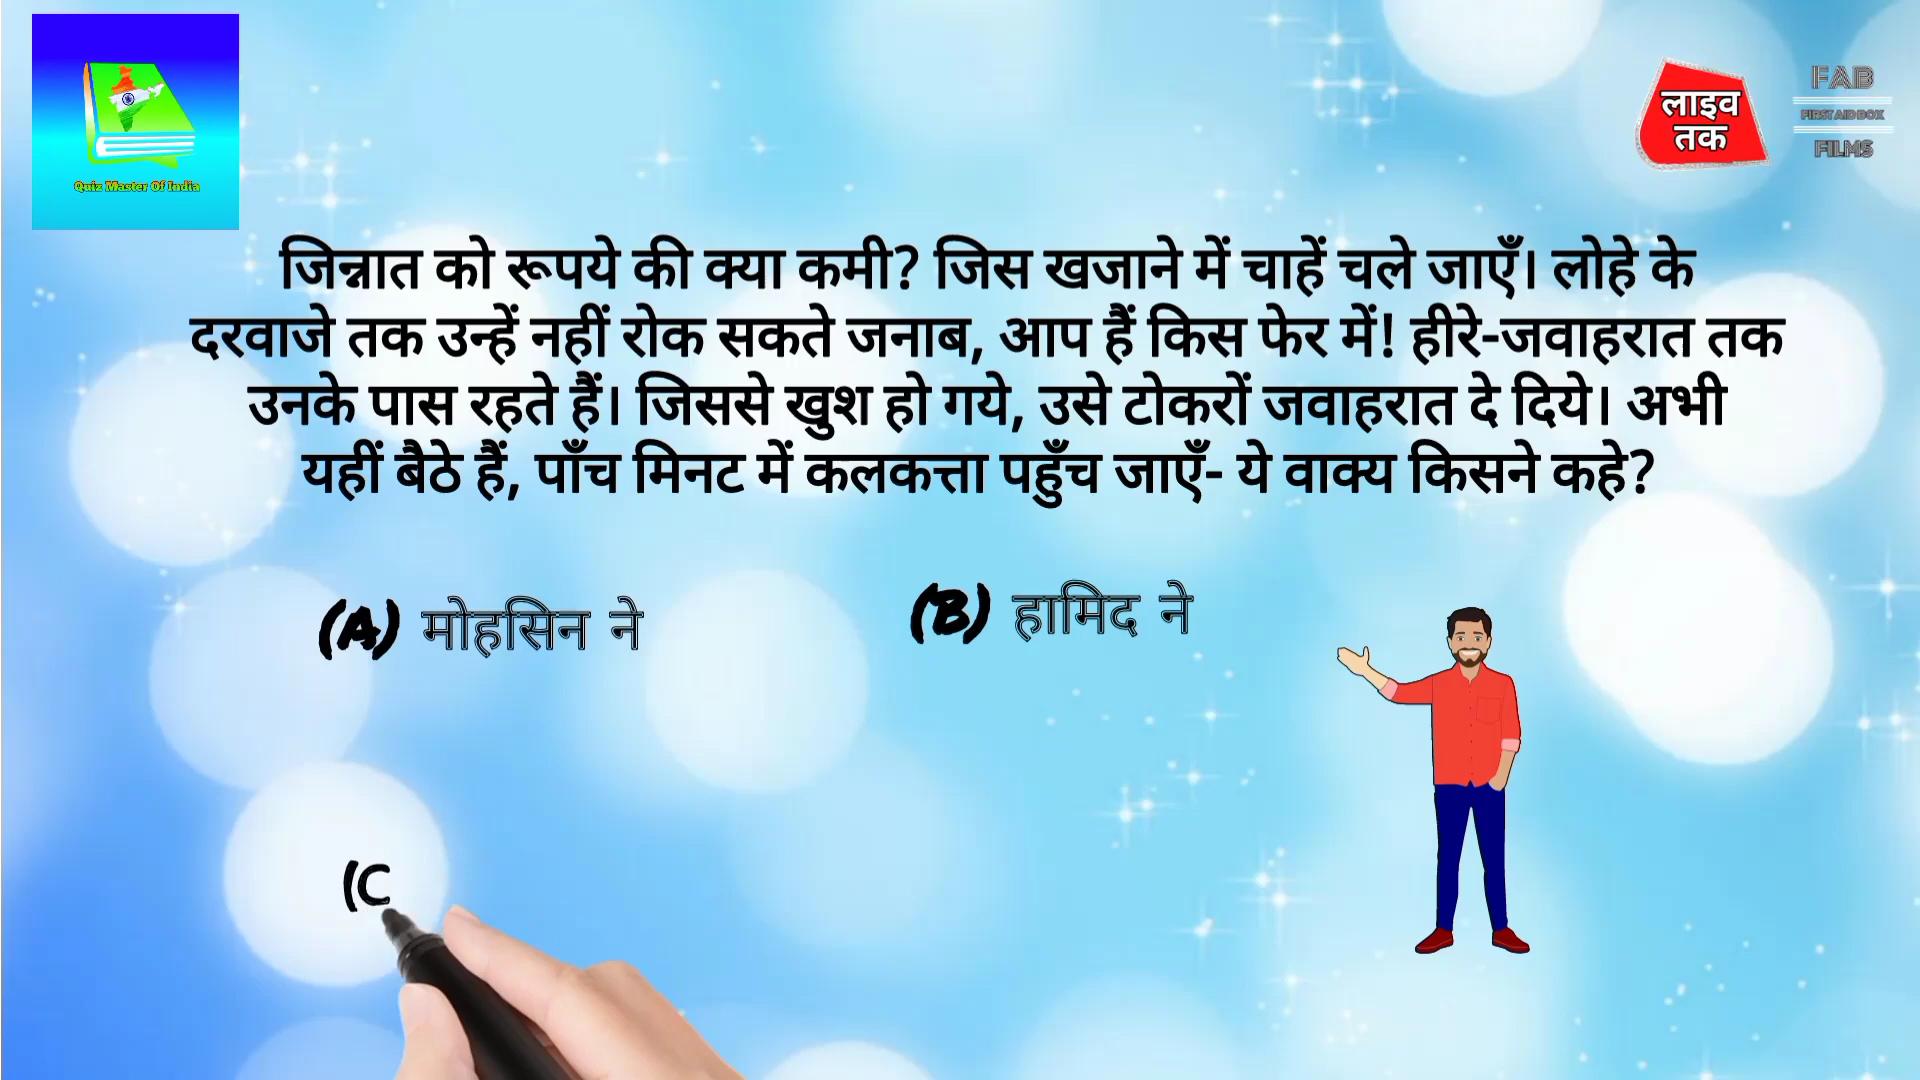 Quiz Master Of India
लाइव
तक
FAB
FIRST AID BOX
FILMS
जिन्नात को रूपये की क्या कमी? जिस खजाने में चाहें चले जाएँ। लोहे के
दरवाजे तक उन्हें नहीं रोक सकते जनाब, आप हैं किस फेर में! हीरे-जवाहरात तक
उनके पास रहते हैं। जिससे खुश हो गये, उसे टोकरों जवाहरात दे दिये। अभी
यहीं बैठे हैं, पाँच मिनट में कलकत्ता पहुँच जाएँ- ये वाक्य किसने कहे?
(A) मोहसिन ने
(B) हामिद ने
(C